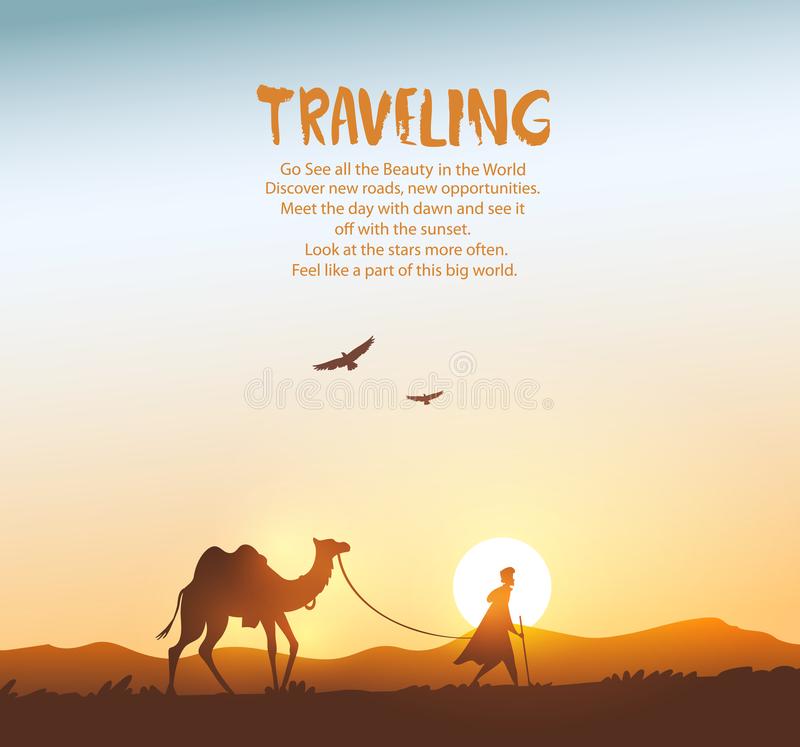 TRAVELING
Go See all the Beauty in the World
Discover new roads, new opportunities.
Meet the day with dawn and see it
off with the sunset.
Look at the stars more often.
Feel like a part of this big world.
dreamstime